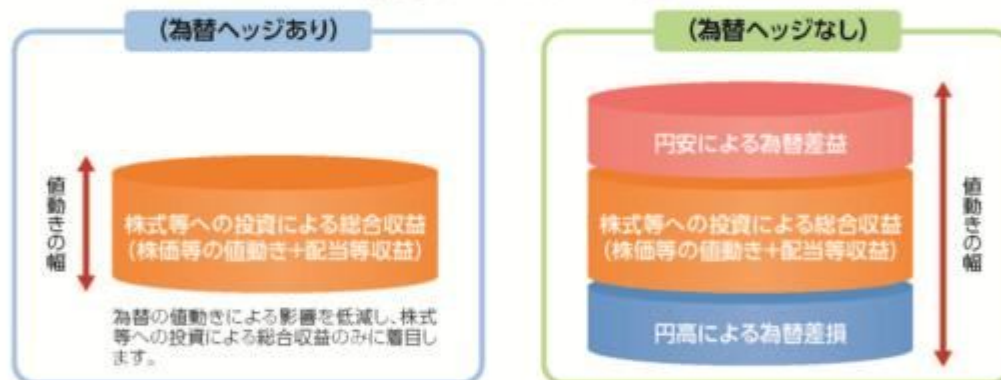 (為替ヘッジあり)
値動きの幅
株式等への投資による総合収益
(株価等の値動き+配当等収益)
為替の値動きによる影響を低減し、株式
等への投資による総合収益のみに着目し
ます。
(為替ヘッジなし)
円安による為替差益
株式等への投資による総合収益
(株価等の値動き+配当等収益)
円高による為替差損
値動きの幅